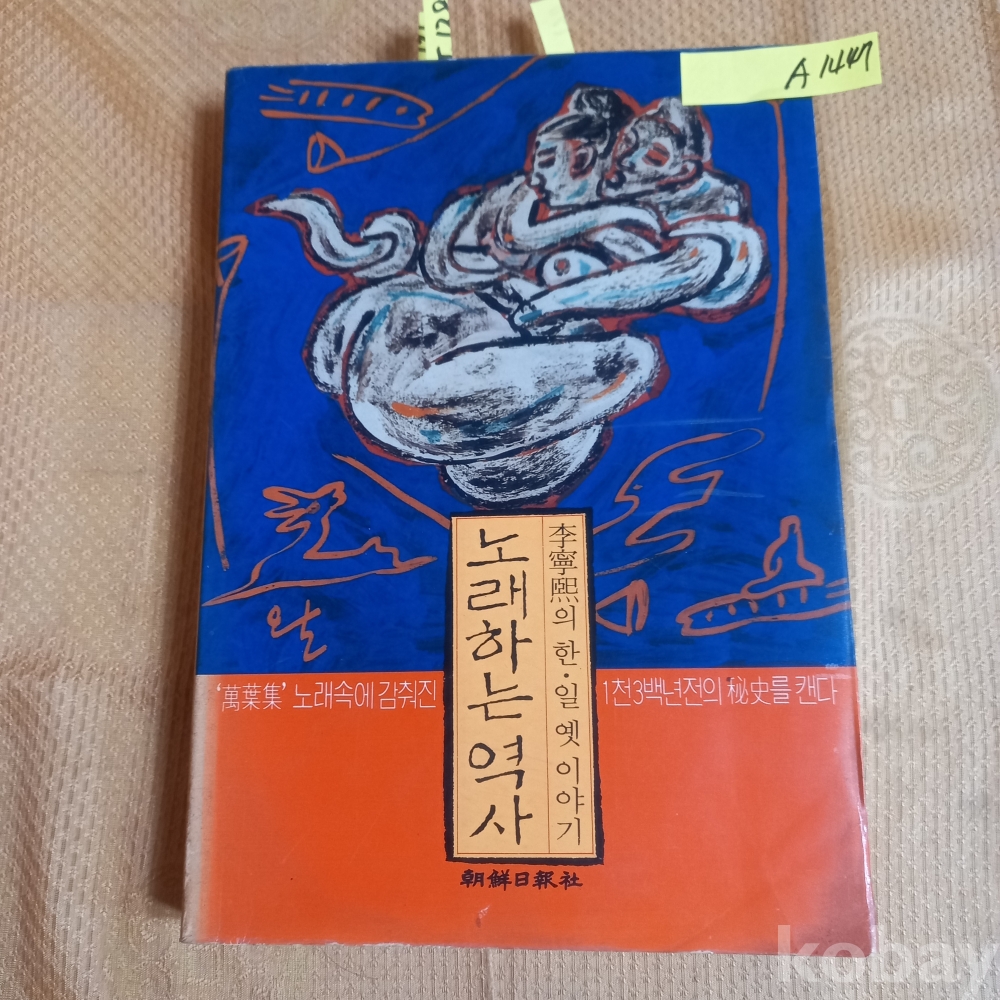 A1447
노래하는 역사
李寧熙의 한·일 옛이야기
'萬葉集' 노래속에 감춰진
1천3백년전의 秘史를 캔다
朝鮮日報社
kobay